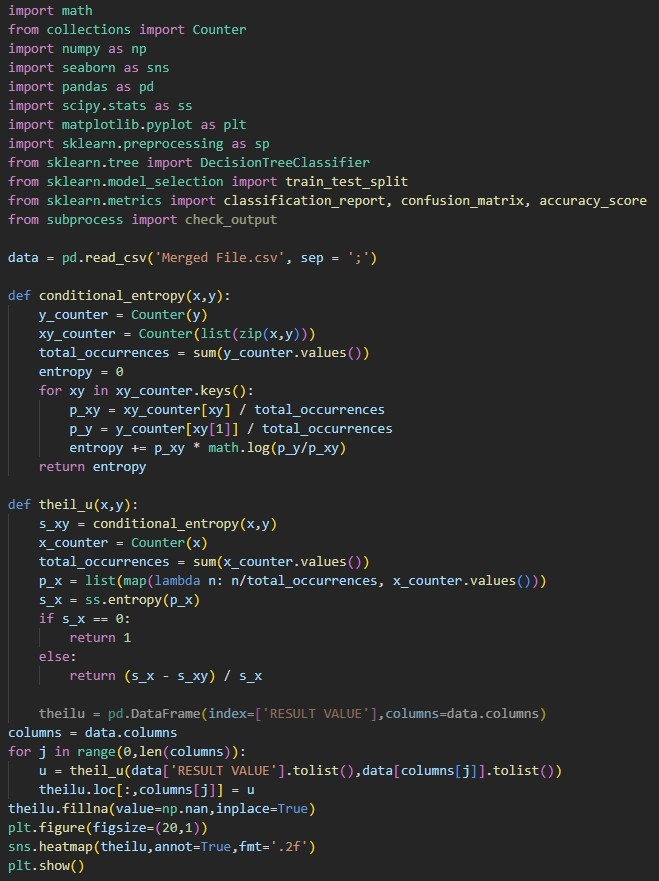 import math
from collections import Counter
import numpy as np
import seaborn as sns
import pandas as pd
import scipy.stats as ss
import matplotlib.pyplot as plt
import sklearn.preprocessing as sp
from sklearn.tree import DecisionTreeClassifier
from sklearn.model_selection import train_test_split
from sklearn.metrics import classification_report, confusion_matrix, accuracy_score
from subprocess import check_output

data = pd.read_csv('Merged File.csv', sep = ';')

def conditional_entropy(x,y):
    y_counter = Counter(y)
    xy_counter = Counter(list(zip(x,y)))
    total_occurrences = sum(y_counter.values())
    entropy = 0
    for xy in xy_counter.keys():
        p_xy = xy_counter[xy] / total_occurrences
        p_y = y_counter[xy[1]] / total_occurrences
        entropy += p_xy * math.log(p_y/p_xy)
    return entropy

def theil_u(x,y):
    s_xy = conditional_entropy(x,y)
    x_counter = Counter(x)
    total_occurrences = sum(x_counter.values())
    p_x = list(map(lambda n: n/total_occurrences, x_counter.values()))
    s_x = ss.entropy(p_x)
    if s_x == 0:
        return 1
    else:
        return (s_x - s_xy) / s_x

    theilu = pd.DataFrame(index=['RESULT VALUE'],columns=data.columns)
columns = data.columns
for j in range(0,len(columns)):
    u = theil_u(data['RESULT VALUE'].tolist(),data[columns[j]].tolist())
    theilu.loc[:,columns[j]] = u
theilu.fillna(value=np.nan,inplace=True)
plt.figure(figsize=(20,1))
sns.heatmap(theilu,annot=True,fmt='.2f')
plt.show()